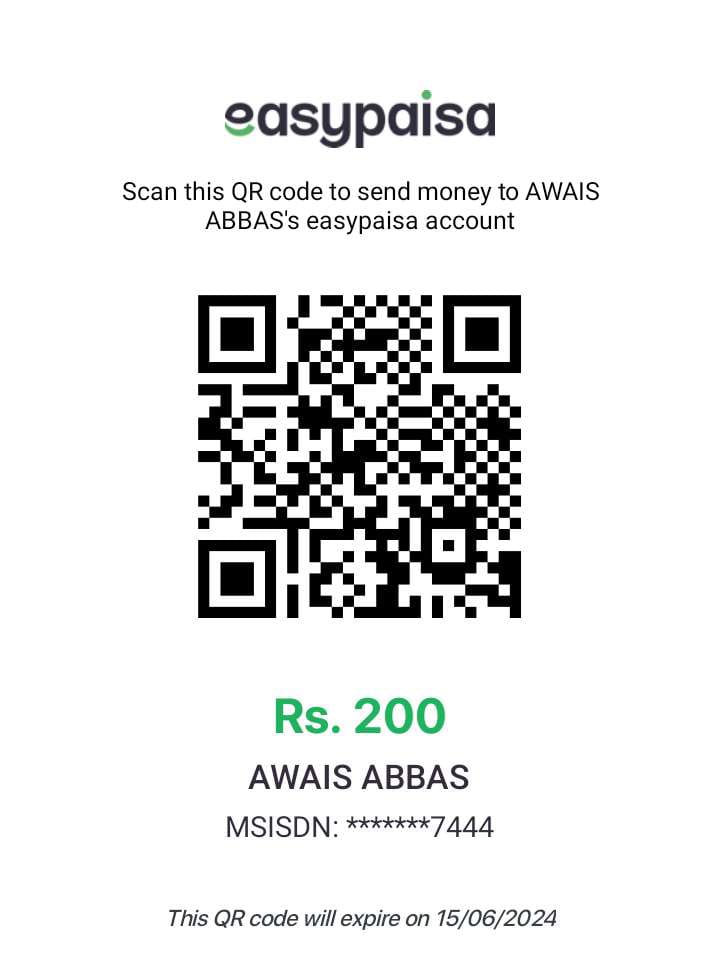 easypaisa
Scan this QR code to send money to AWAIS
ABBAS's easypaisa account
Rs. 200
AWAIS ABBAS
MSISDN: *******7444
This QR code will expire on 15/06/2024